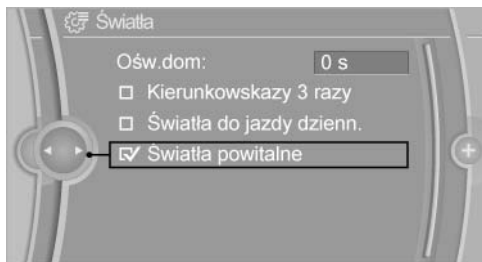 Światła
Ośw.dom: 0 s
Kierunkowskazy 3 razy
Światła do jazdy dzienn.
Światła powitalne